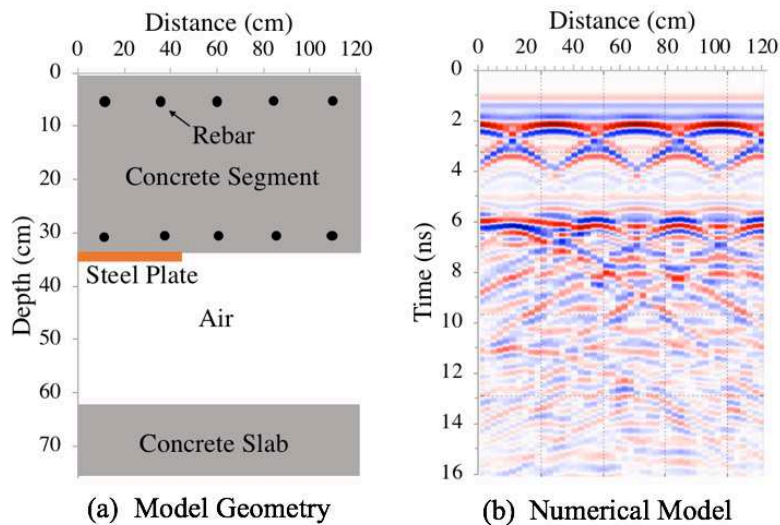 Distance (cm)
0 20 40 60 80 100 120
0
10
20
30
40
50
60
70
Depth (cm)
Rebar
Concrete Segment
Steel Plate
Air
Concrete Slab
(a) Model Geometry
Distance (cm)
0 20 40 60 80 100 120
0
2
4
6
8
10
12
14
16
Time (ns)
(b) Numerical Model